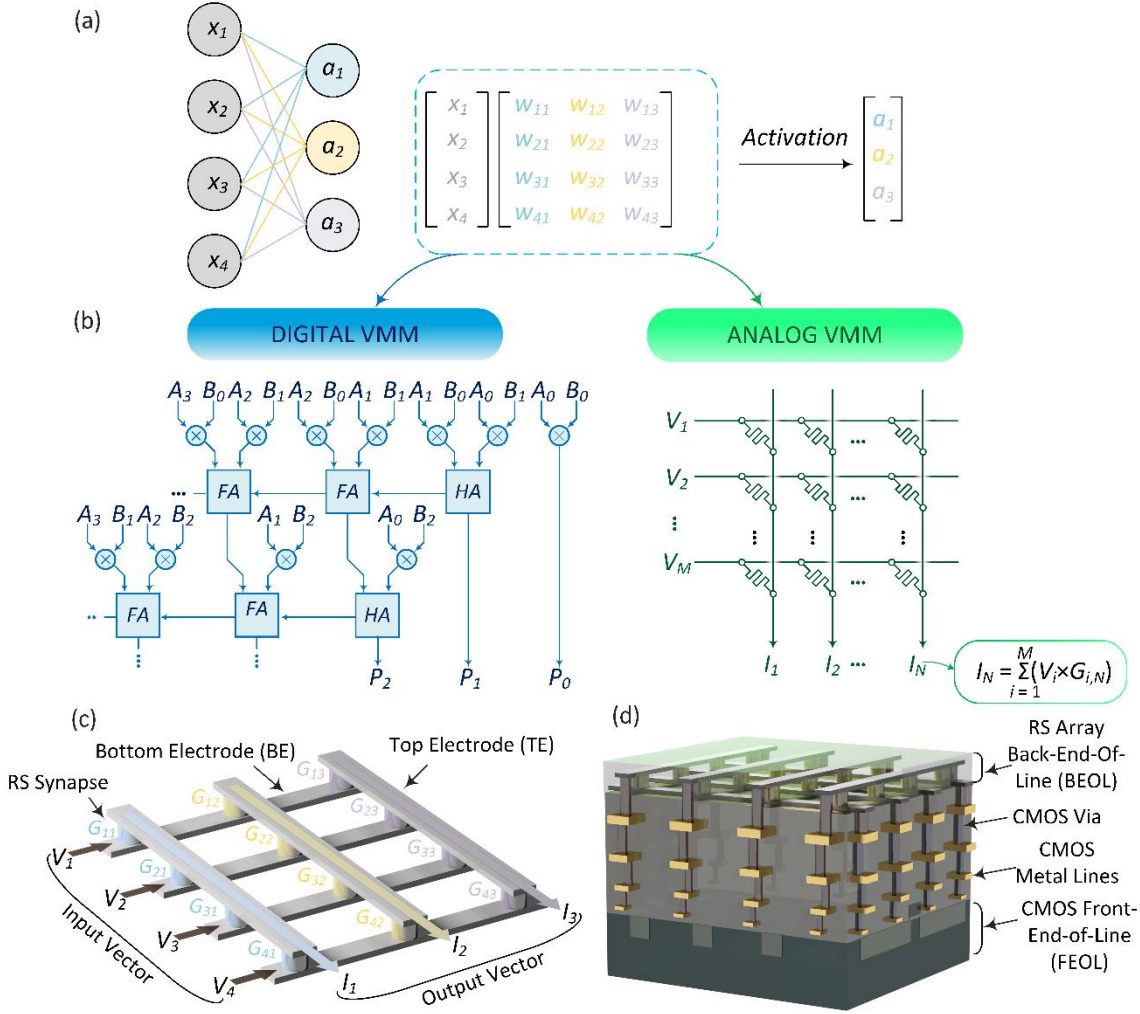 (a)
x1
x2
x3
x4
a1
a2
a3
x1 w11 w12 w13
x2 w21 w22 w23
x3 w31 w32 w33
x4 w41 w42 w43
Activation
a1
a2
a3
(b)
DIGITAL VMM
A3 B0 A2 B1 A2 B0 A1 B1 A1 B0 A0 B1 A0 B0
... FA FA HA
A3 B1 A2 B2 A1 B2 A0 B2
.. FA FA HA
P2 P1 P0
ANALOG VMM
V1
...
V2
...
...
VM
...
I1 I2 ... IN
IN = M∑i = 1(Vi×Gi,N)
(c)
Bottom Electrode (BE)
Top Electrode (TE)
RS Synapse
G11 G12 G13
G21 G22 G23
G31 G32 G33
G41 G42 G43
V1
V2
V3
V4
Input Vector
I1
I2
I3
Output Vector
(d)
RS Array
Back-End-Of-
Line (BEOL)
CMOS Via
CMOS
Metal Lines
CMOS Front-
End-of-Line
(FEOL)